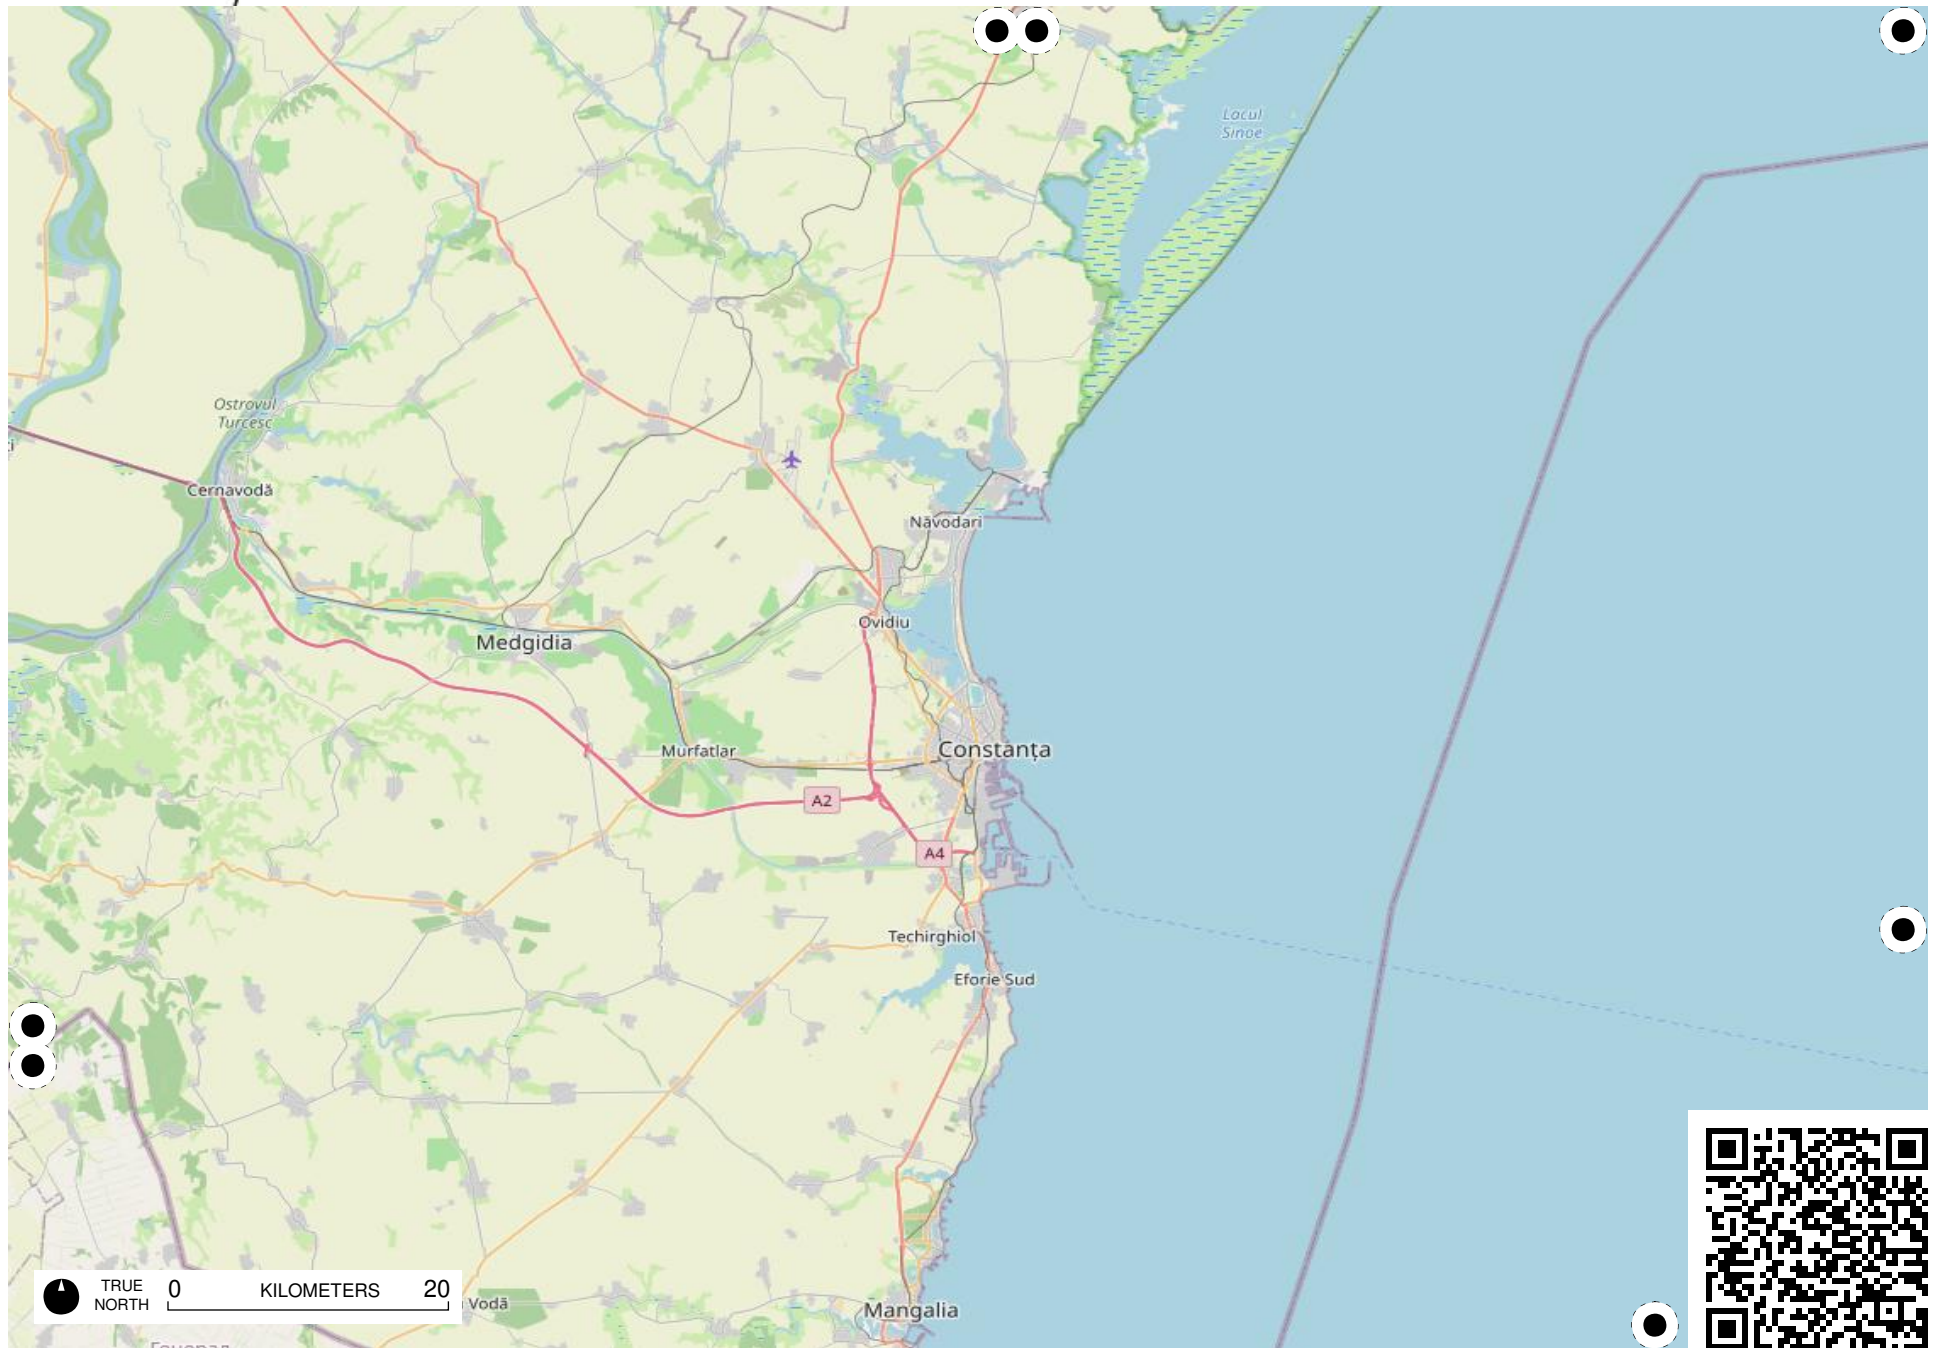 Lacul
Sinoe
Ostrovul
Turcesc
Cernavodă
Năvodari
Ovidiu
Medgidia
Murfatlar
Constanța
A2
A4
Techirghiol
Eforie Sud
TRUE
NORTH
0 KILOMETERS 20
Vodă
Mangalia